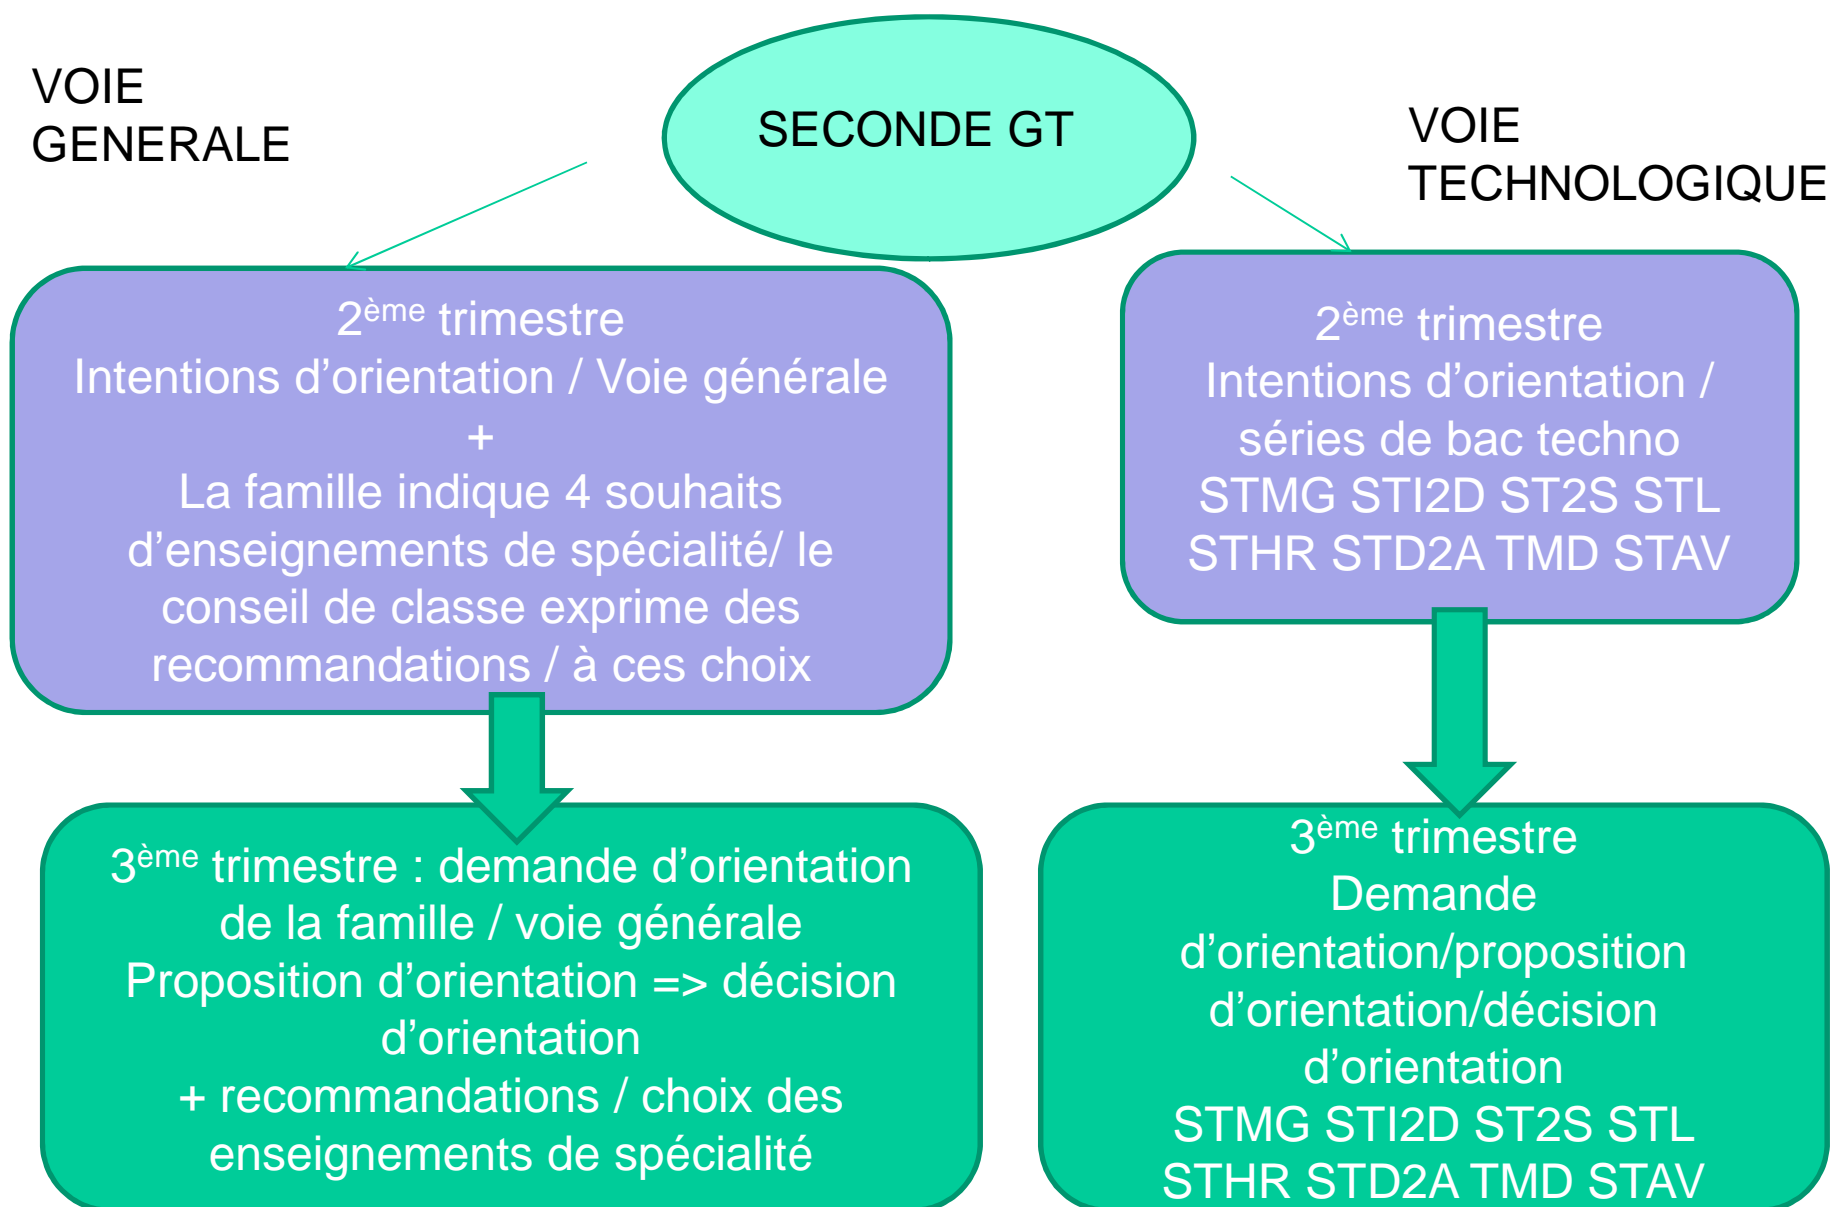 VOIE
GENERALE
SECONDE GT
VOIE
TECHNOLOGIQUE
2ème trimestre
Intentions d’orientation / Voie générale
+
La famille indique 4 souhaits
d’enseignements de spécialité/ le
conseil de classe exprime des
recommandations / à ces choix
2ème trimestre
Intentions d’orientation /
séries de bac techno
STMG STI2D ST2S STL
STHR STD2A TMD STAV
3ème trimestre : demande d’orientation
de la famille / voie générale
Proposition d’orientation => décision
d’orientation
+ recommandations / choix des
enseignements de spécialité
3ème trimestre
Demande
d’orientation/proposition
d’orientation/décision
d’orientation
STMG STI2D ST2S STL
STHR STD2A TMD STAV